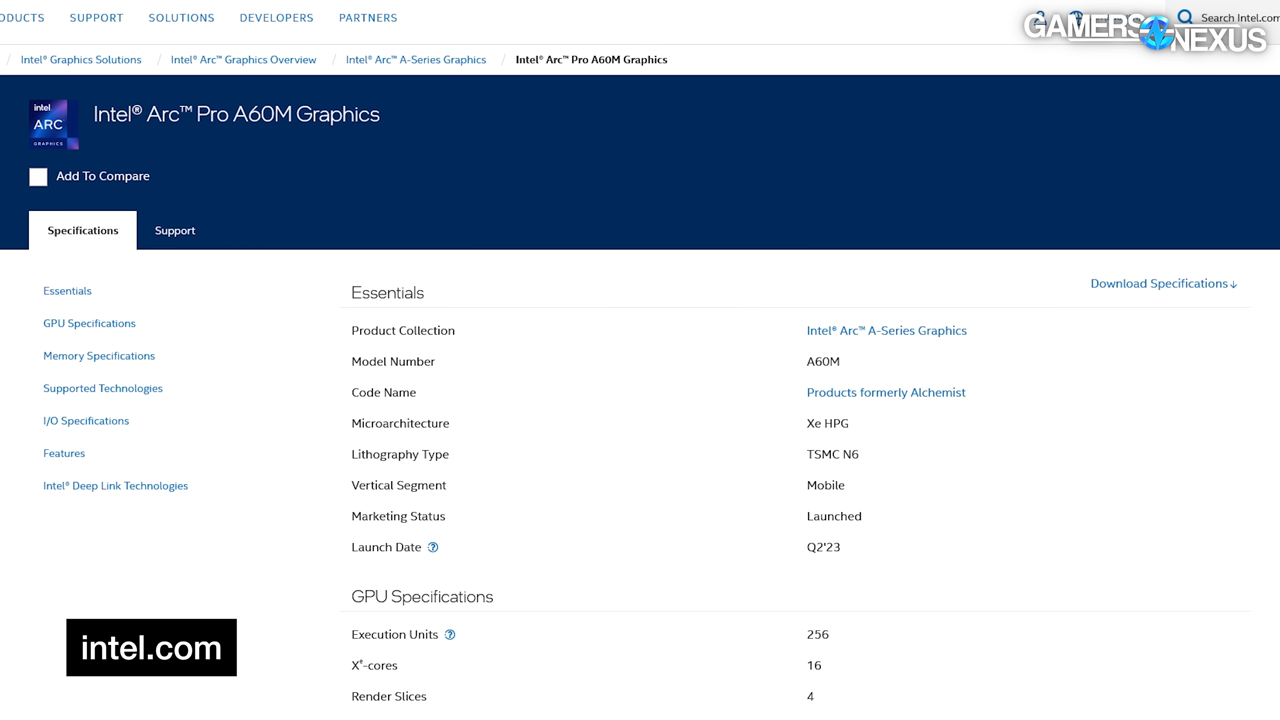 ODUCTS SUPPORT SOLUTIONS DEVELOPERS PARTNERS
Search Intel.com
GAMERS NEXUS
/ Intel® Graphics Solutions / Intel® Arc™ Graphics Overview / Intel® Arc™ A-Series Graphics / Intel® Arc™ Pro A60M Graphics
intel
ARC
GRAPHICS
Intel® Arc™ Pro A60M Graphics
Add To Compare
Specifications Support
Download Specifications↓
Essentials
GPU Specifications
Memory Specifications
Supported Technologies
I/O Specifications
Features
Intel® Deep Link Technologies
Essentials
Product Collection Intel® Arc™ A-Series Graphics
Model Number A60M
Code Name Products formerly Alchemist
Microarchitecture Xe HPG
Lithography Type TSMC N6
Vertical Segment Mobile
Marketing Status Launched
Launch Date ? Q2'23
GPU Specifications
Execution Units ? 256
Xᵉ-cores 16
Render Slices 4
intel.com